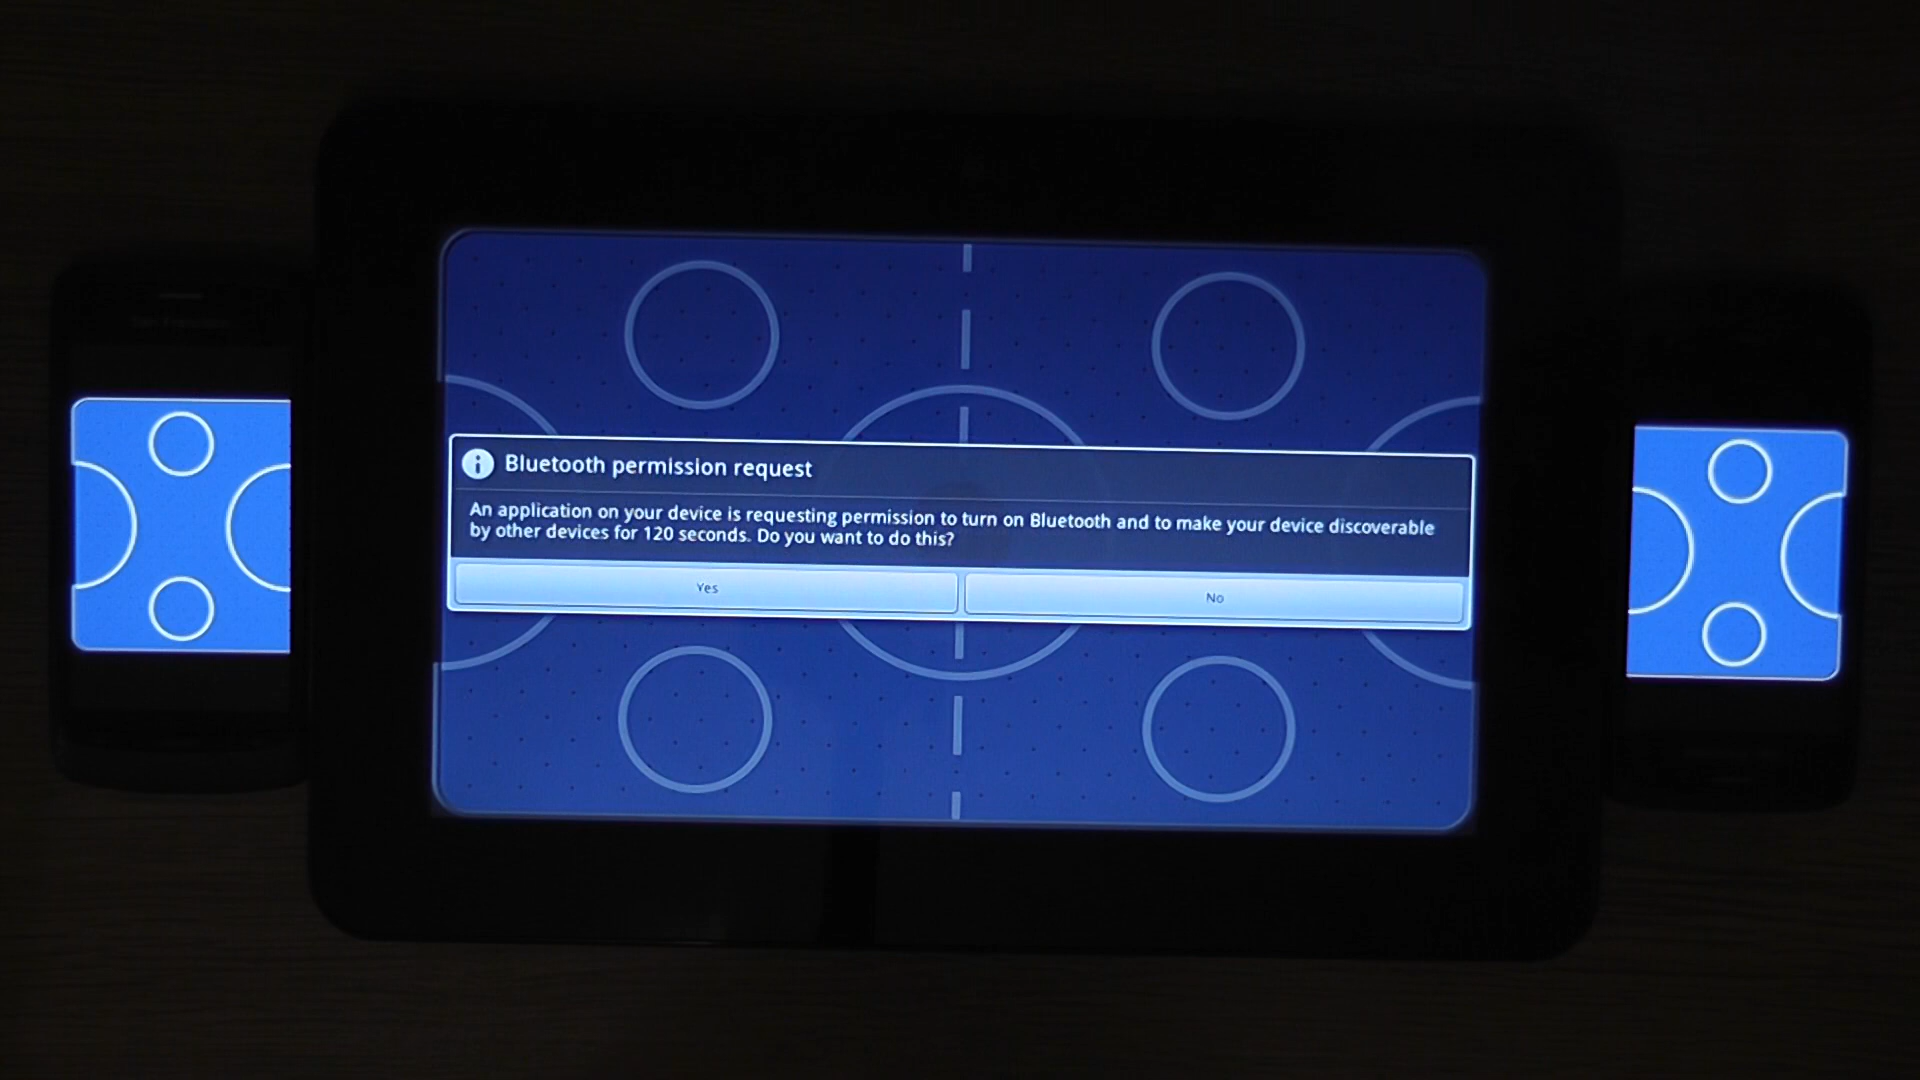 Bluetooth permission request
An application on your device is requesting permission to turn on Bluetooth and to make your device discoverable
by other devices for 120 seconds. Do you want to do this?
Yes
No